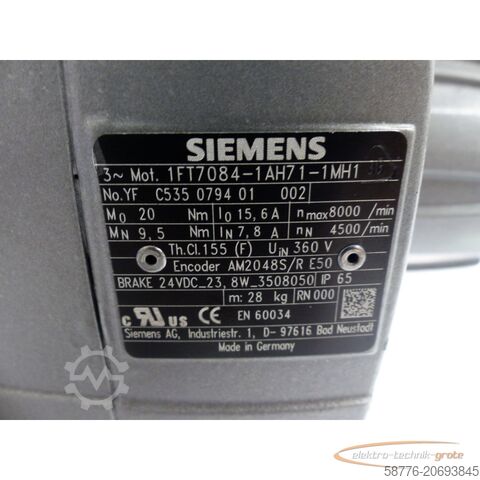 SIEMENS
3~ Mot. 1FT7084-1AH71-1MH1
No.YF C535 0794 01 002
M0 20 Nm I0 15,6 A nmax 8000 /min
MN 9,5 Nm IN 7,8 A nN 4500 /min
Th.Cl.155 (F) UIN 360 V
Encoder AM2048S/R E50
BRAKE 24VDC_23,8W_3508050 IP 65
m: 28 kg RN 000
c RU US CE EN 60034
Siemens AG, Industriestr. 1, D- 97616 Bad Neustadt
Made in Germany
elektro-technik-grote
58776-20693845